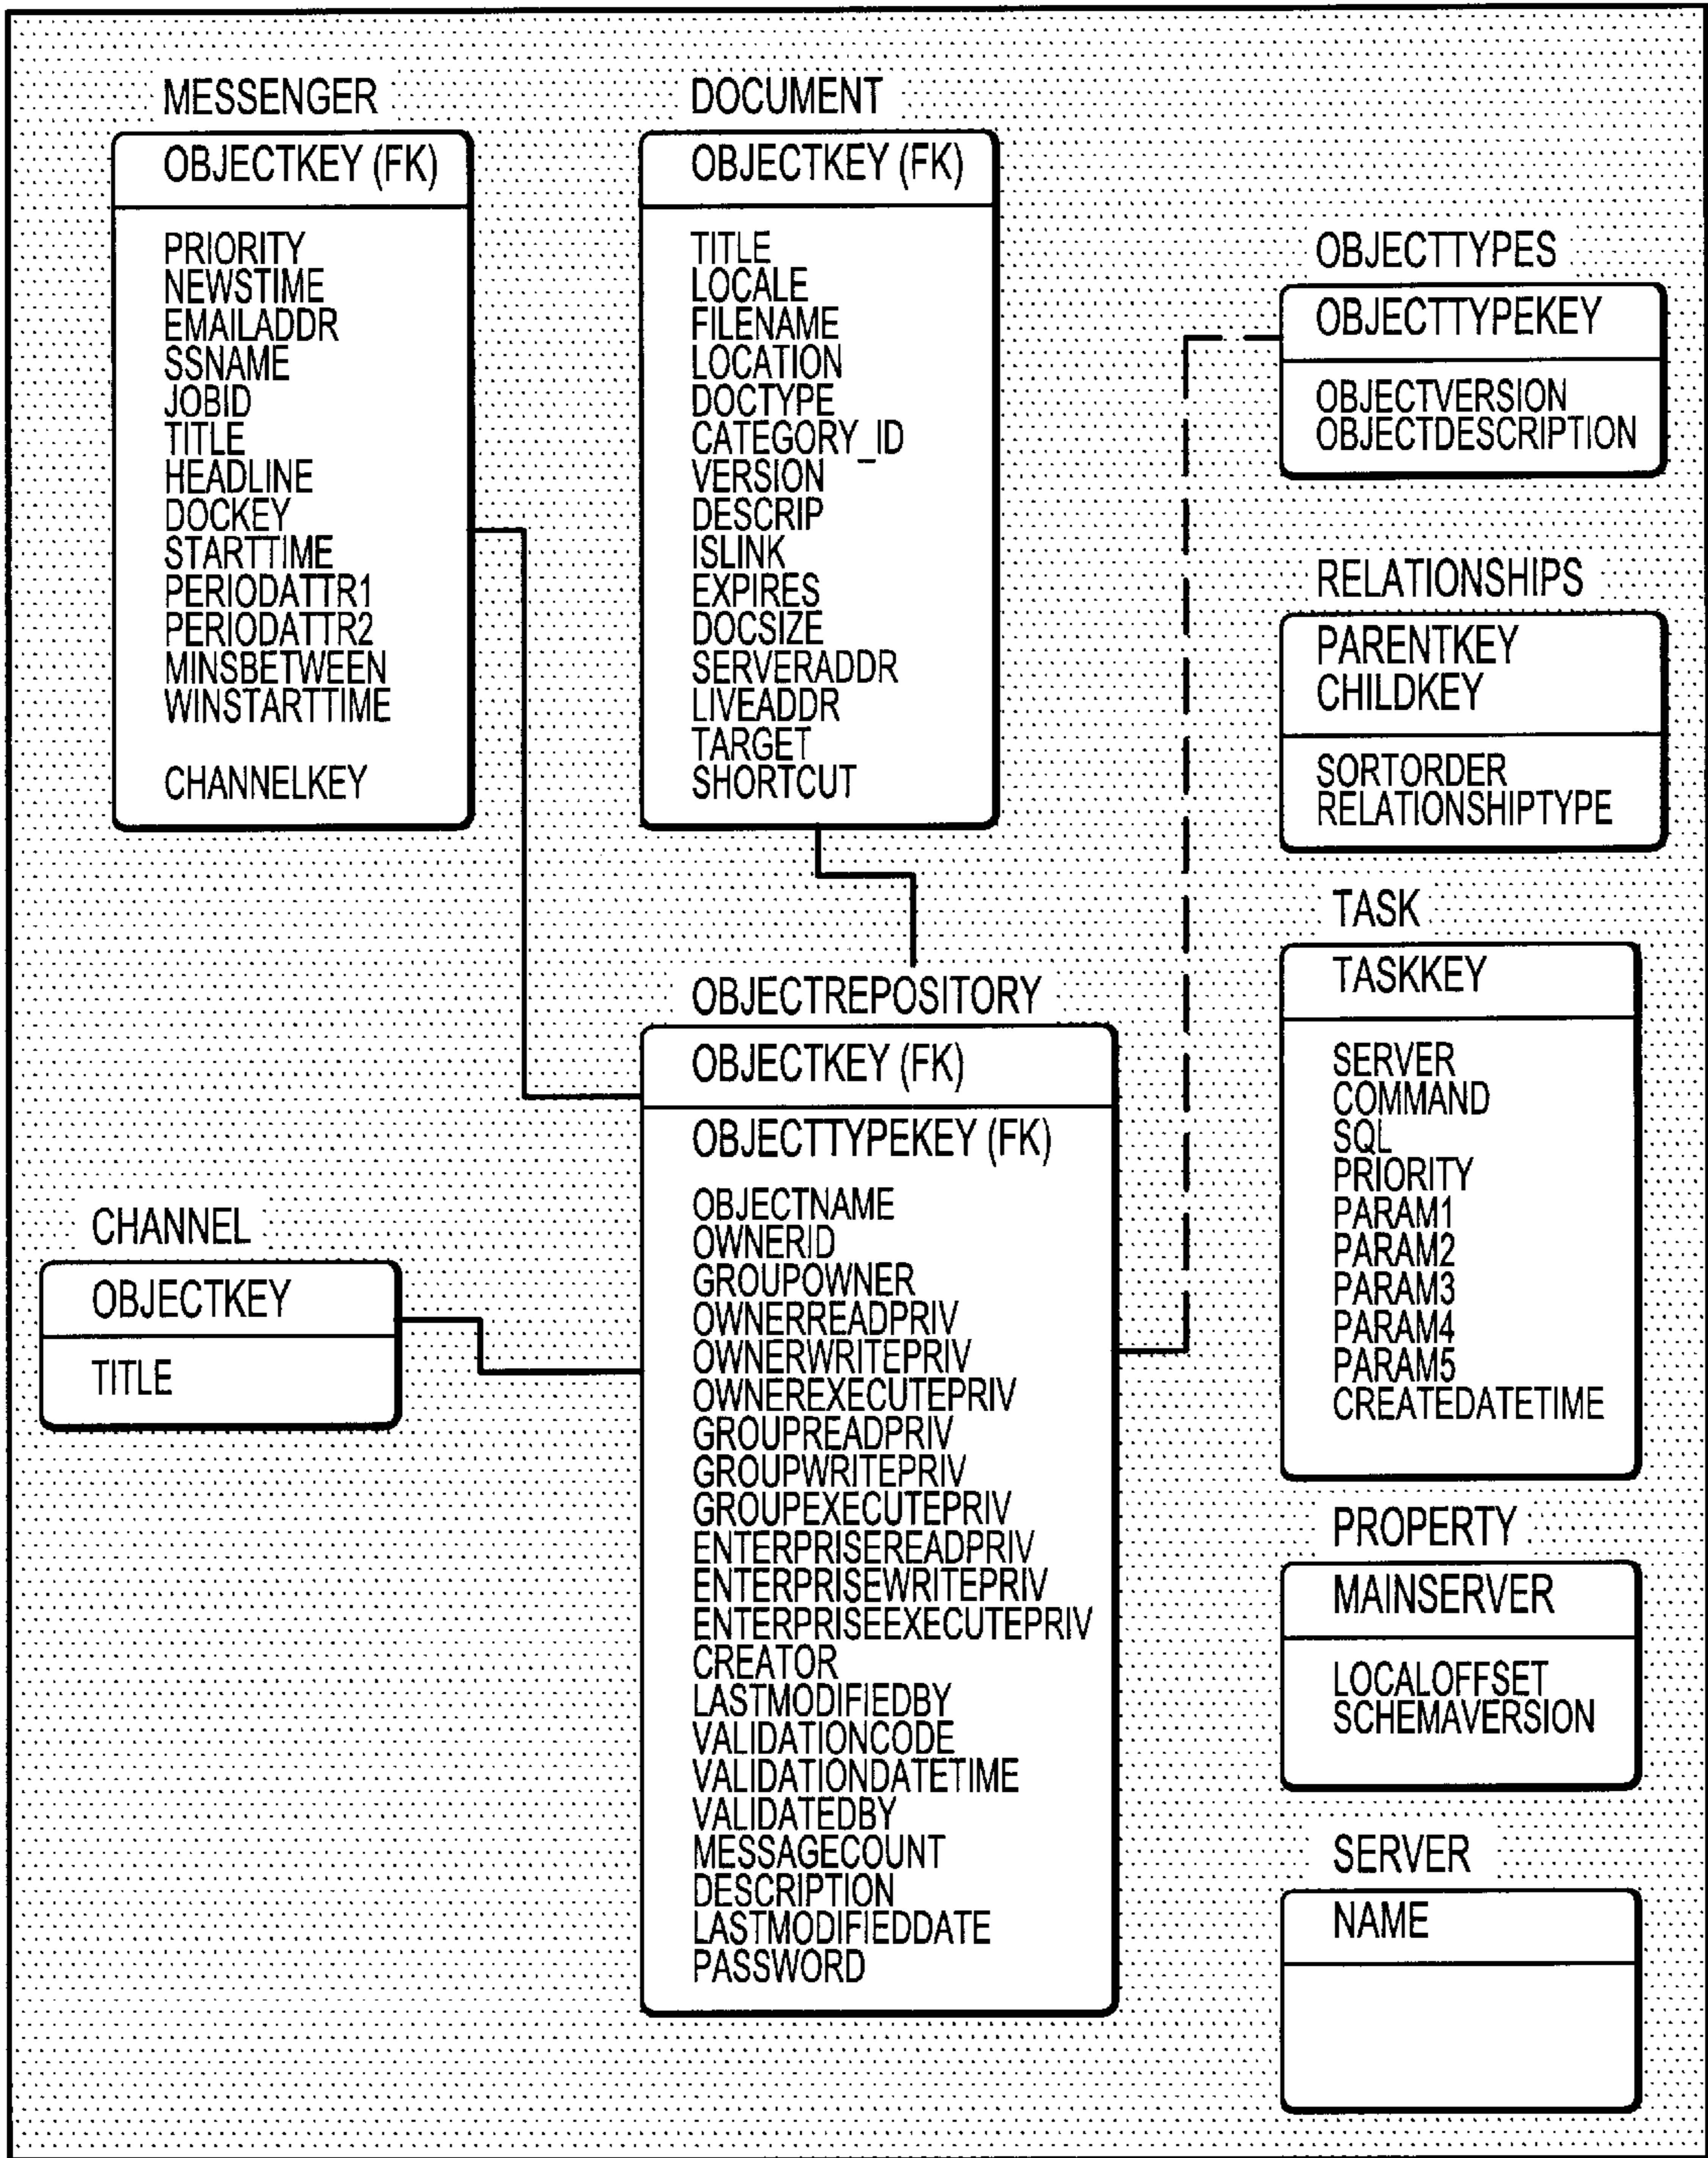 MESSENGER
OBJECTKEY (FK)
PRIORITY
NEWSTIME
EMAILADDR
SSNAME
JOBID
TITLE
HEADLINE
DOCKEY
STARTTIME
PERIODATTR1
PERIODATTR2
MINSBETWEEN
WINSTARTTIME
CHANNELKEY
DOCUMENT
OBJECTKEY (FK)
TITLE
LOCALE
FILENAME
LOCATION
DOCTYPE
CATEGORY_ID
VERSION
DESCRIP
ISLINK
EXPIRES
DOCSIZE
SERVERADDR
LIVEADDR
TARGET
SHORTCUT
OBJECTTYPES
OBJECTTYPEKEY
OBJECTVERSION
OBJECTDESCRIPTION
RELATIONSHIPS
PARENTKEY
CHILDKEY
SORTORDER
RELATIONSHIPTYPE
CHANNEL
OBJECTKEY
TITLE
OBJECTREPOSITORY
OBJECTKEY (FK)
OBJECTTYPEKEY (FK)
OBJECTNAME
OWNERID
GROUPOWNER
OWNERREADPRIV
OWNERWRITEPRIV
OWNEREXECUTEPRIV
GROUPREADPRIV
GROUPWRITEPRIV
GROUPEXECUTEPRIV
ENTERPRISEREADPRIV
ENTERPRISEWRITEPRIV
ENTERPRISEEXECUTEPRIV
CREATOR
LASTMODIFIEDBY
VALIDATIONCODE
VALIDATIONDATETIME
VALIDATEDBY
MESSAGECOUNT
DESCRIPTION
LASTMODIFIEDDATE
PASSWORD
TASK
TASKKEY
SERVER
COMMAND
SQL
PRIORITY
PARAM1
PARAM2
PARAM3
PARAM4
PARAM5
CREATEDATETIME
PROPERTY
MAINSERVER
LOCALOFFSET
SCHEMAVERSION
SERVER
NAME